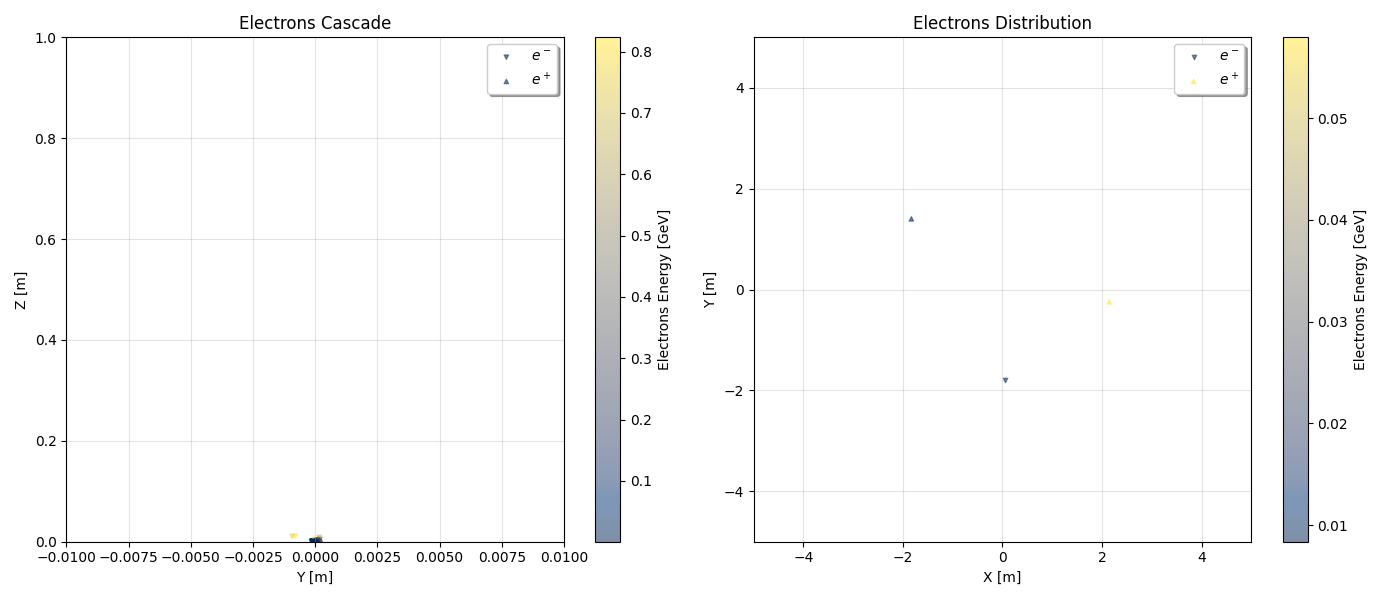 Electrons Cascade
1.0
0.8
0.6
0.4
0.2
0.0
Z [m]
−0.0100 −0.0075 −0.0050 −0.0025 0.0000 0.0025 0.0050 0.0075 0.0100
Y [m]
e⁻
e⁺
0.8
0.7
0.6
0.5
0.4
0.3
0.2
0.1
Electrons Energy [GeV]
Electrons Distribution
4
2
0
−2
−4
Y [m]
−4 −2 0 2 4
X [m]
e⁻
e⁺
0.05
0.04
0.03
0.02
0.01
Electrons Energy [GeV]